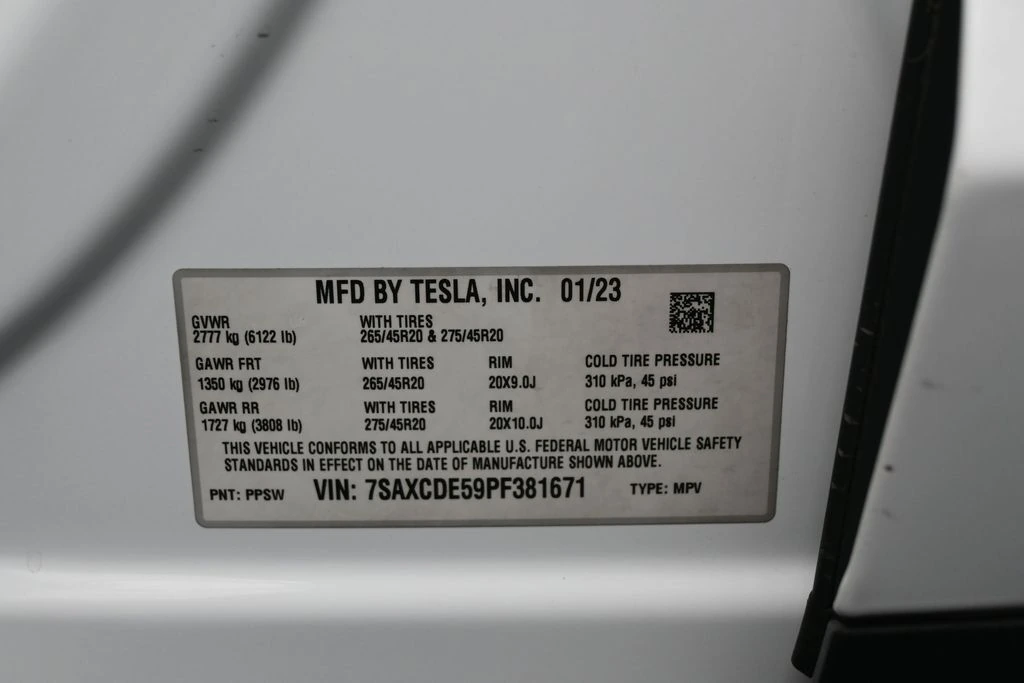 MFD BY TESLA, INC. 01/23
GVWR WITH TIRES
2777 kg (6122 lb) 265/45R20 & 275/45R20
GAWR FRT WITH TIRES RIM COLD TIRE PRESSURE
1350 kg (2976 lb) 265/45R20 20X9.0J 310 kPa, 45 psi
GAWR RR WITH TIRES RIM COLD TIRE PRESSURE
1727 kg (3808 lb) 275/45R20 20X10.0J 310 kPa, 45 psi
THIS VEHICLE CONFORMS TO ALL APPLICABLE U.S. FEDERAL MOTOR VEHICLE SAFETY
STANDARDS IN EFFECT ON THE DATE OF MANUFACTURE SHOWN ABOVE.
PNT: PPSW VIN: 7SAXCDE59PF381671 TYPE: MPV